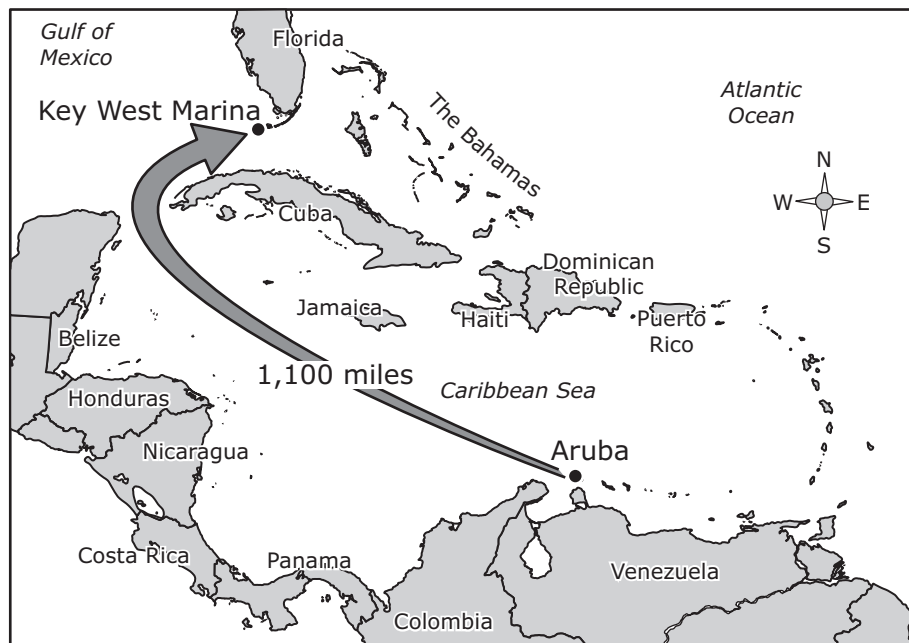 Gulf of
Mexico
Florida
Atlantic
Ocean
Key West Marina
The Bahamas
N
W
E
S
Cuba
Dominican
Republic
Jamaica
Haiti
Puerto
Rico
Belize
1,100 miles
Caribbean Sea
Honduras
Nicaragua
Aruba
Costa Rica
Panama
Venezuela
Colombia